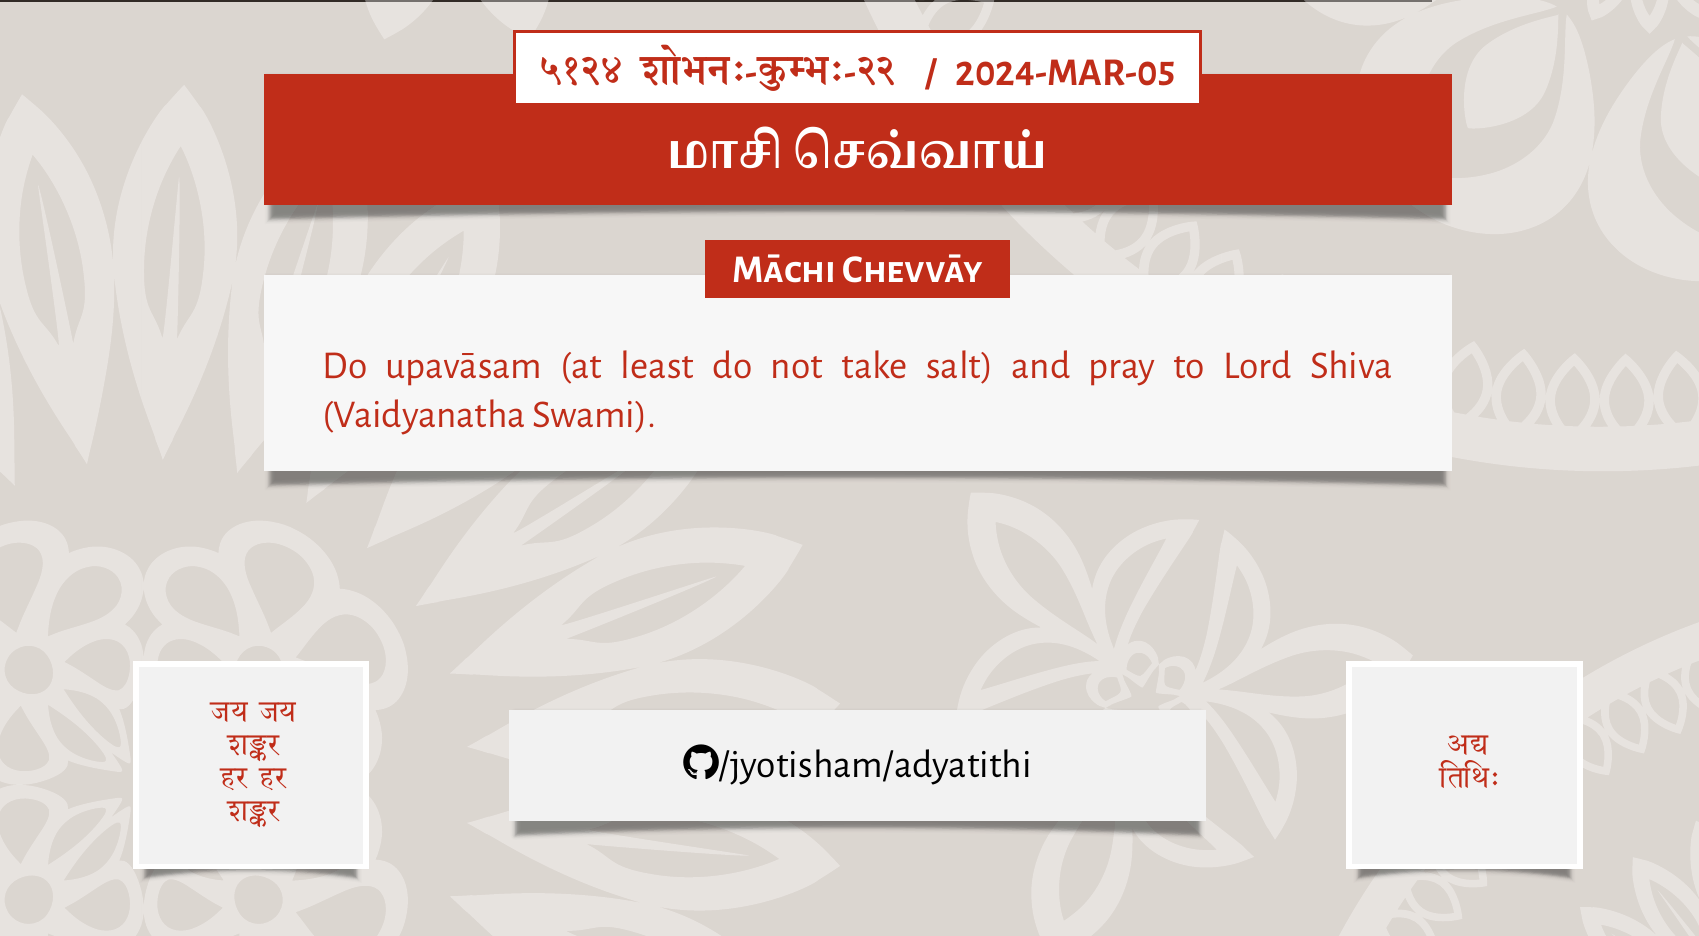 ५१२४ शोभनः-कुम्भः-२२ / 2024-MAR-05
மாசி செவ்வாய்
Māchi Chevvāy
Do upavāsam (at least do not take salt) and pray to Lord Shiva
(Vaidyanatha Swami).
जय जय
शङ्कर
हर हर
शङ्कर
/jyotisham/adyatithi
अद्य
तिथिः